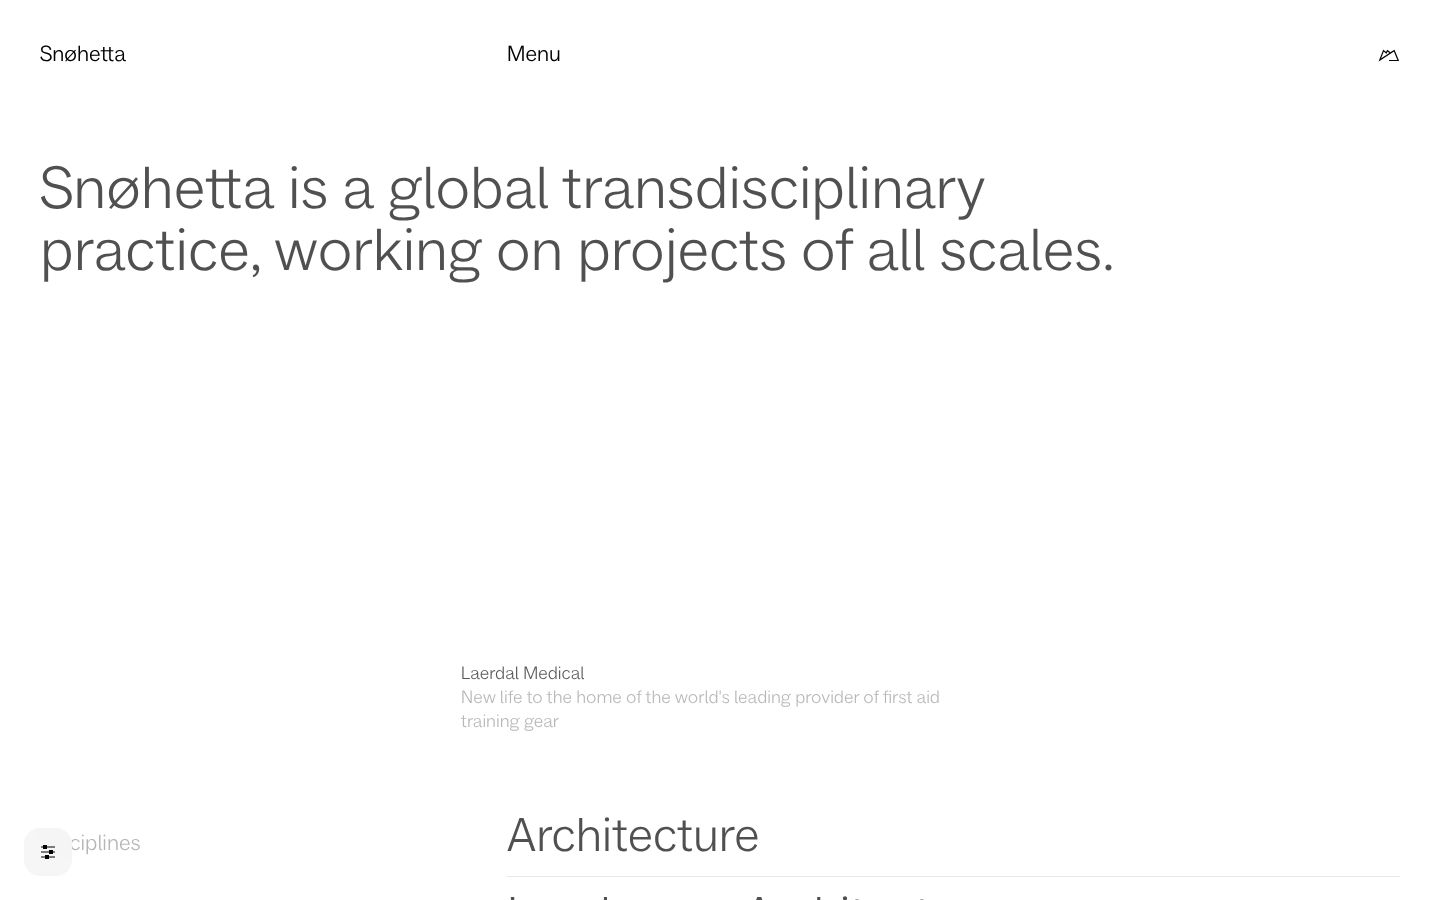 Snøhetta
Menu
Snøhetta is a global transdisciplinary
practice, working on projects of all scales.
Laerdal Medical
New life to the home of the world's leading provider of first aid
training gear
Architecture